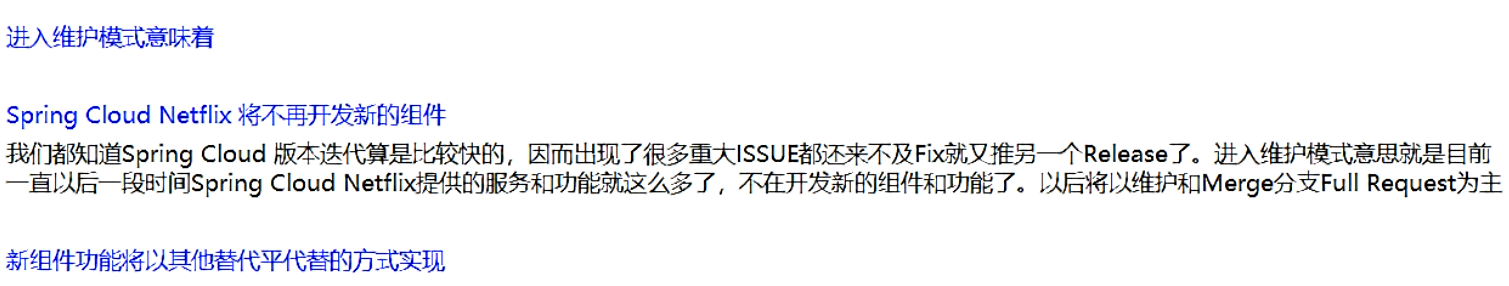 进入维护模式意味着
Spring Cloud Netflix 将不再开发新的组件
我们都知道Spring Cloud 版本迭代算是比较快的，因而出现了很多重大ISSUE都还来不及Fix就又推另一个Release了。进入维护模式意思就是目前
一直以后一段时间Spring Cloud Netflix提供的服务和功能就这么多了，不在开发新的组件和功能了。以后将以维护和Merge分支Full Request为主
新组件功能将以其他替代平代替的方式实现